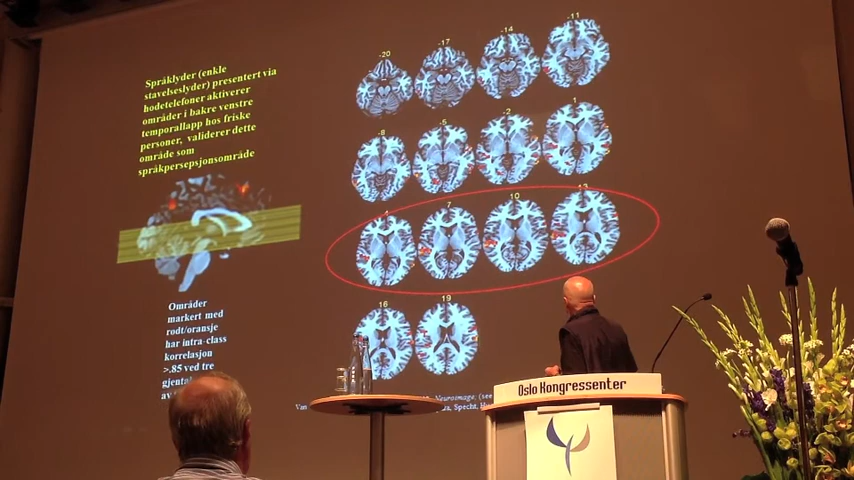 Språklyder (enkle
stavelseslyder) presentert via
hodetelefoner aktiverer
områder i bakre venstre
temporallapp hos friske
personer, validerer dette
område som
språkpersepsjonsområde
-20
-17
-14
-11
-8
-5
-2
1
7
10
13
16
19
Områder
markert med
rødt/oransje
har intra-class
korrelasjon
>.85 ved tre
Van
Neuroimage, (see
Specht,
Oslo Kongressenter